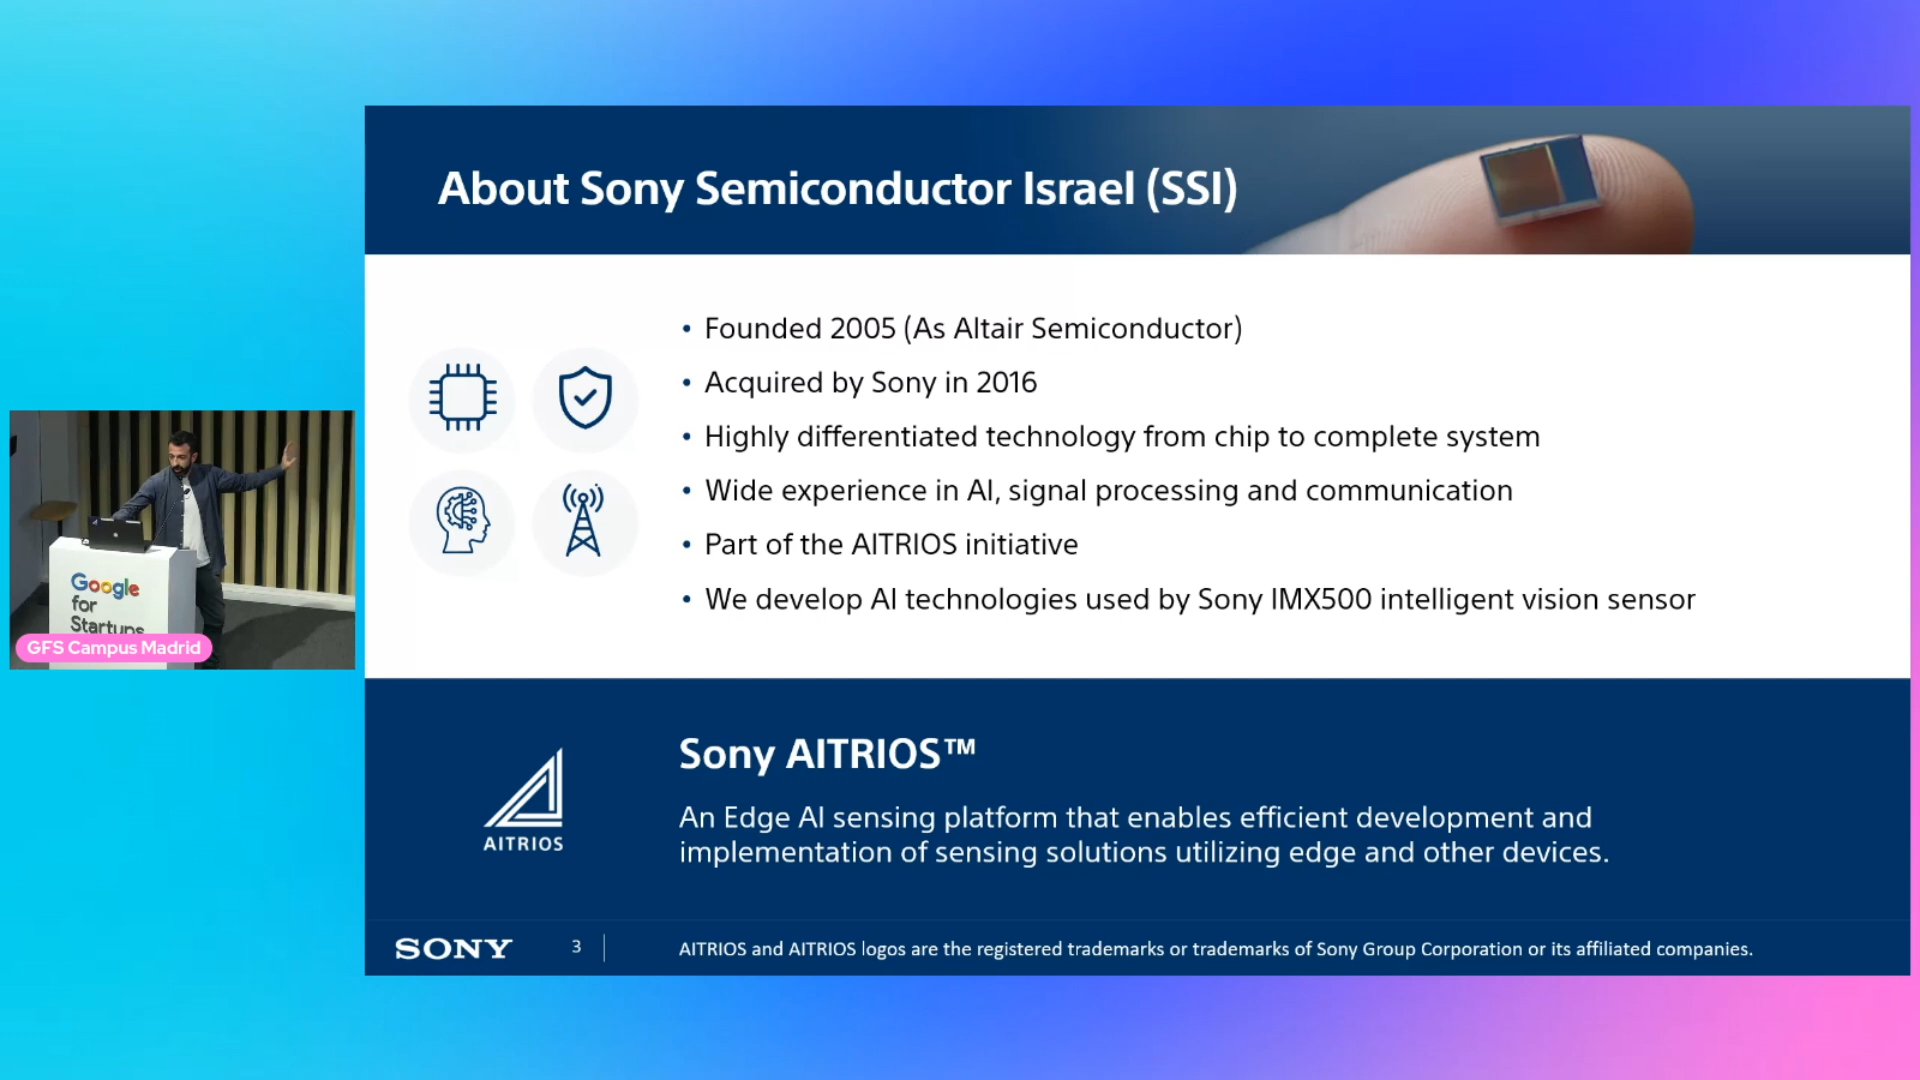 About Sony Semiconductor Israel (SSI)
• Founded 2005 (As Altair Semiconductor)
• Acquired by Sony in 2016
• Highly differentiated technology from chip to complete system
• Wide experience in AI, signal processing and communication
• Part of the AITRIOS initiative
• We develop AI technologies used by Sony IMX500 intelligent vision sensor
Google
for
Startups
GFS Campus Madrid
AITRIOS
Sony AITRIOS™
An Edge AI sensing platform that enables efficient development and
implementation of sensing solutions utilizing edge and other devices.
SONY
3
AITRIOS and AITRIOS logos are the registered trademarks or trademarks of Sony Group Corporation or its affiliated companies.